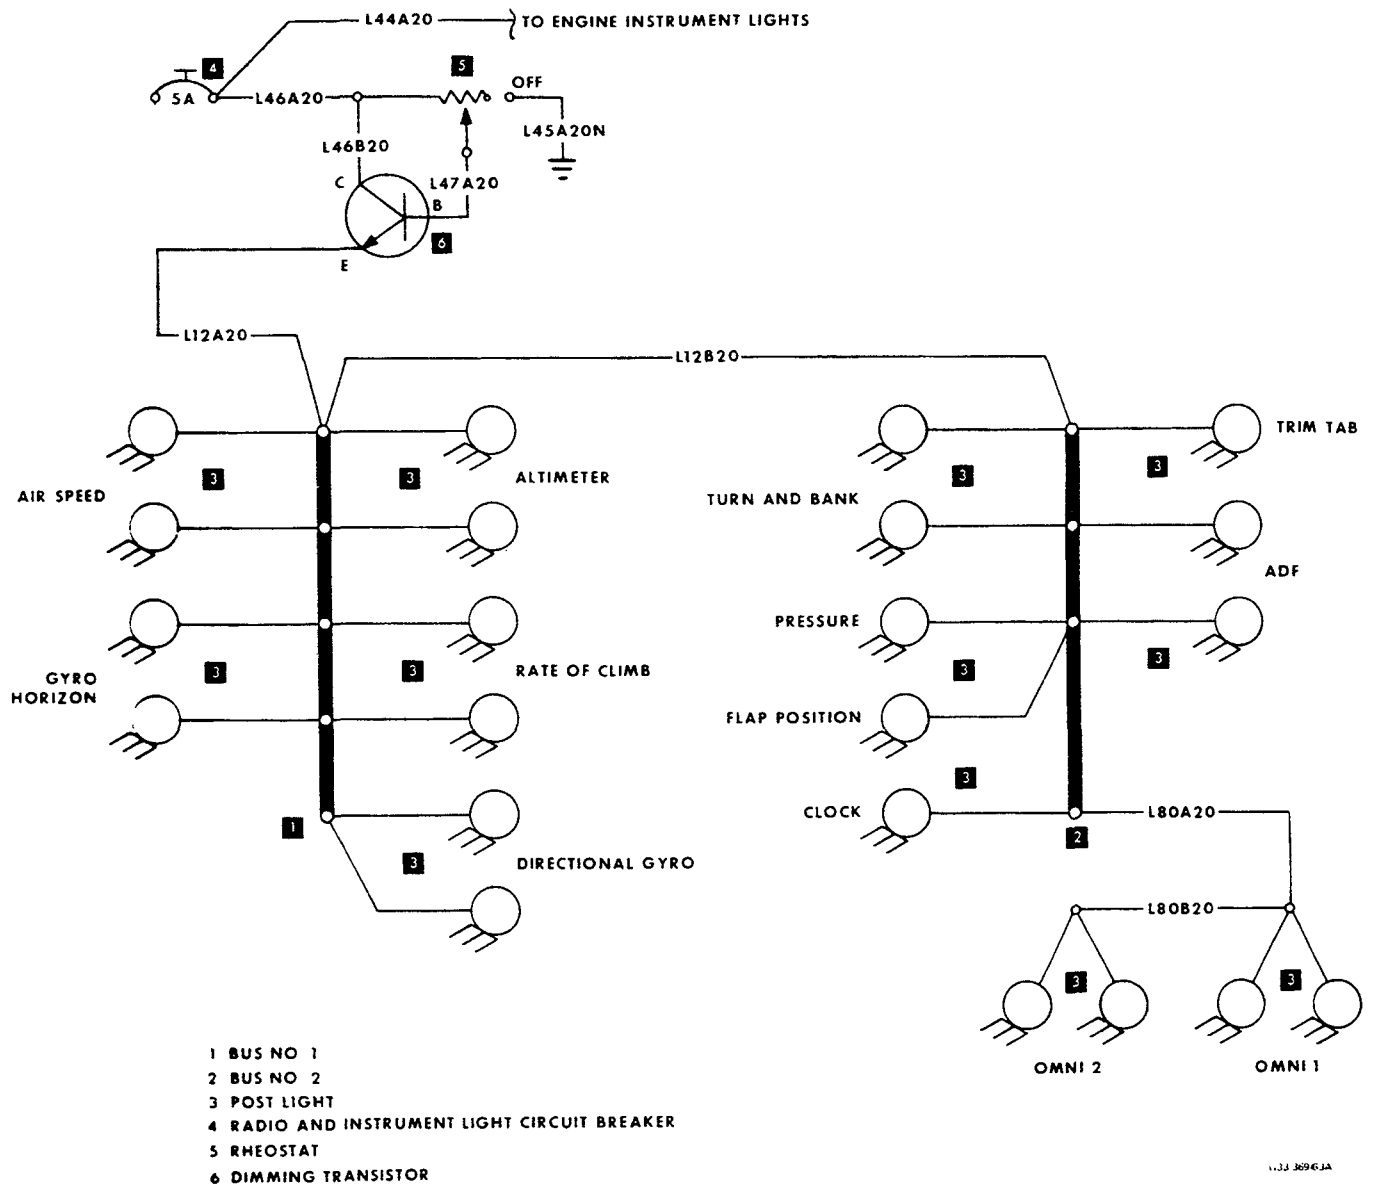 L44A20
TO ENGINE INSTRUMENT LIGHTS
4
5
5A
L46A20
OFF
L45A20N
L46B20
C
L47A20
B
6
E
L12A20
L12B20
TRIM TAB
3
3
3
3
AIR SPEED
ALTIMETER
TURN AND BANK
ADF
PRESSURE
3
3
3
3
GYRO
HORIZON
RATE OF CLIMB
FLAP POSITION
3
CLOCK
L80A20
1
2
3
DIRECTIONAL GYRO
L80B20
3
3
OMNI 2
OMNI 1
1 BUS NO 1
2 BUS NO 2
3 POST LIGHT
4 RADIO AND INSTRUMENT LIGHT CIRCUIT BREAKER
5 RHEOSTAT
6 DIMMING TRANSISTOR